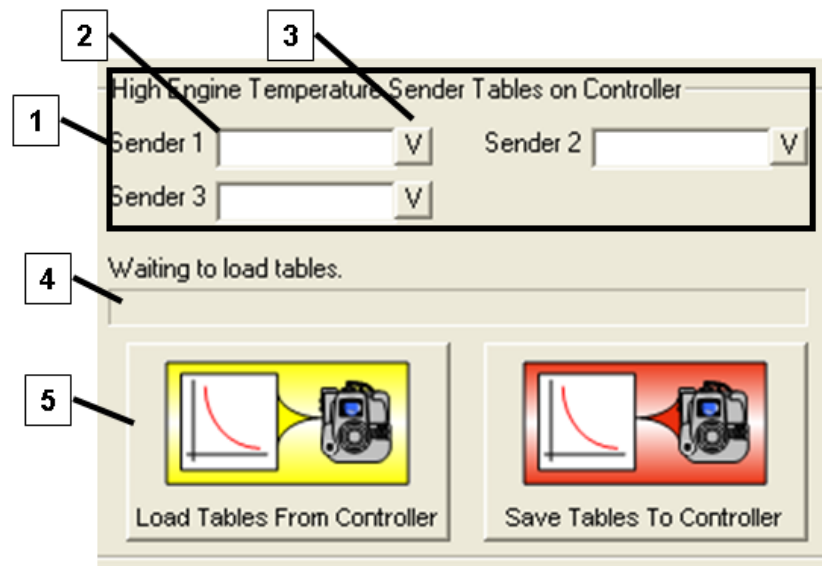 2
3
1
High Engine Temperature Sender Tables on Controller
Sender 1
V
Sender 2
V
Sender 3
V
4
Waiting to load tables.
5
Load Tables From Controller
Save Tables To Controller